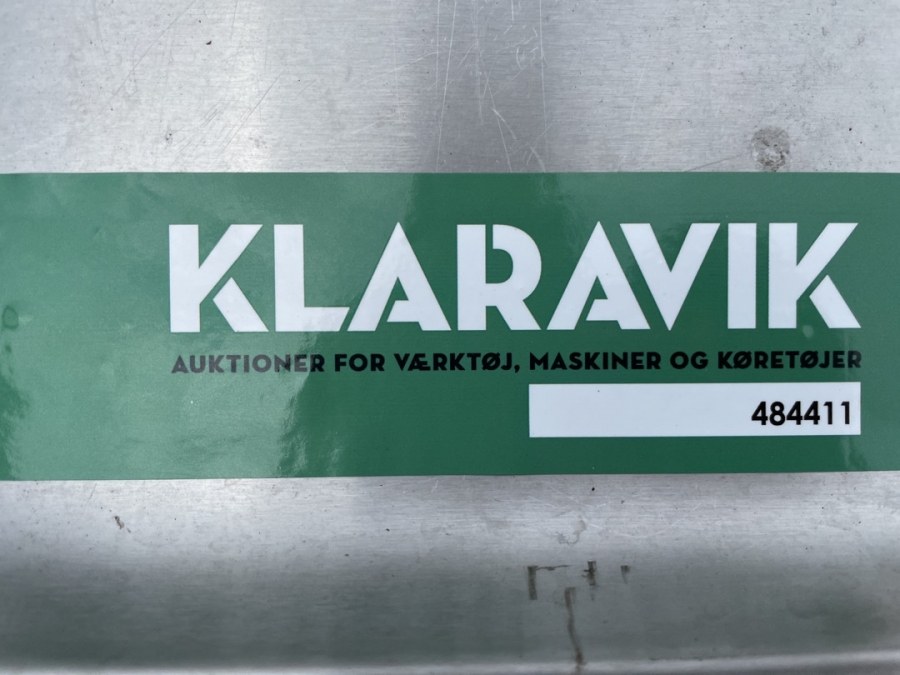 KLARAVIK
AUKTIONER FOR VÆRKTØJ, MASKINER OG KØRETØJER
484411